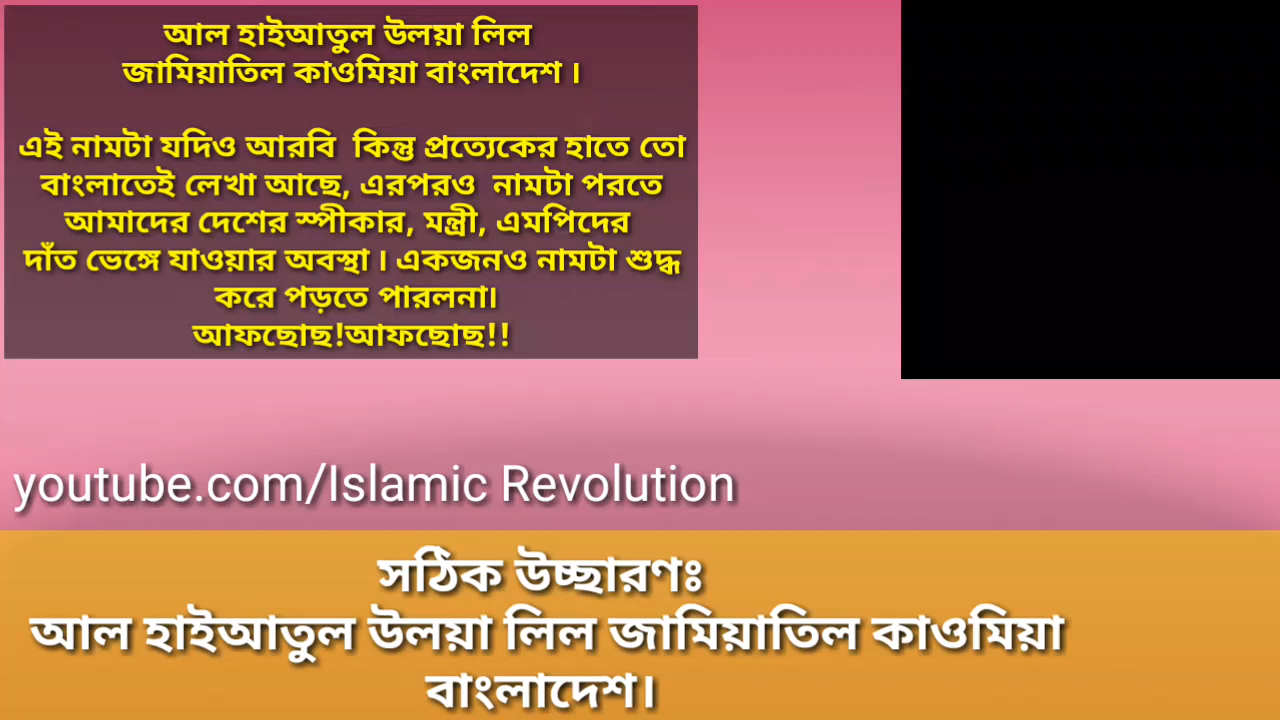 আল হাইআতুল উলয়া লিল
জামিয়াতিল কাওমিয়া বাংলাদেশ ।
এই নামটা যদিও আরবি কিন্তু প্রত্যেকের হাতে তো
বাংলাতেই লেখা আছে, এরপরও নামটা পরতে
আমাদের দেশের স্পীকার, মন্ত্রী, এমপিদের
দাঁত ভেঙ্গে যাওয়ার অবস্থা । একজনও নামটা শুদ্ধ
করে পড়তে পারলনা।
আফছোছ!আফছোছ!!
youtube.com/Islamic Revolution
সঠিক উচ্ছারণঃ
আল হাইআতুল উলয়া লিল জামিয়াতিল কাওমিয়া
বাংলাদেশ।